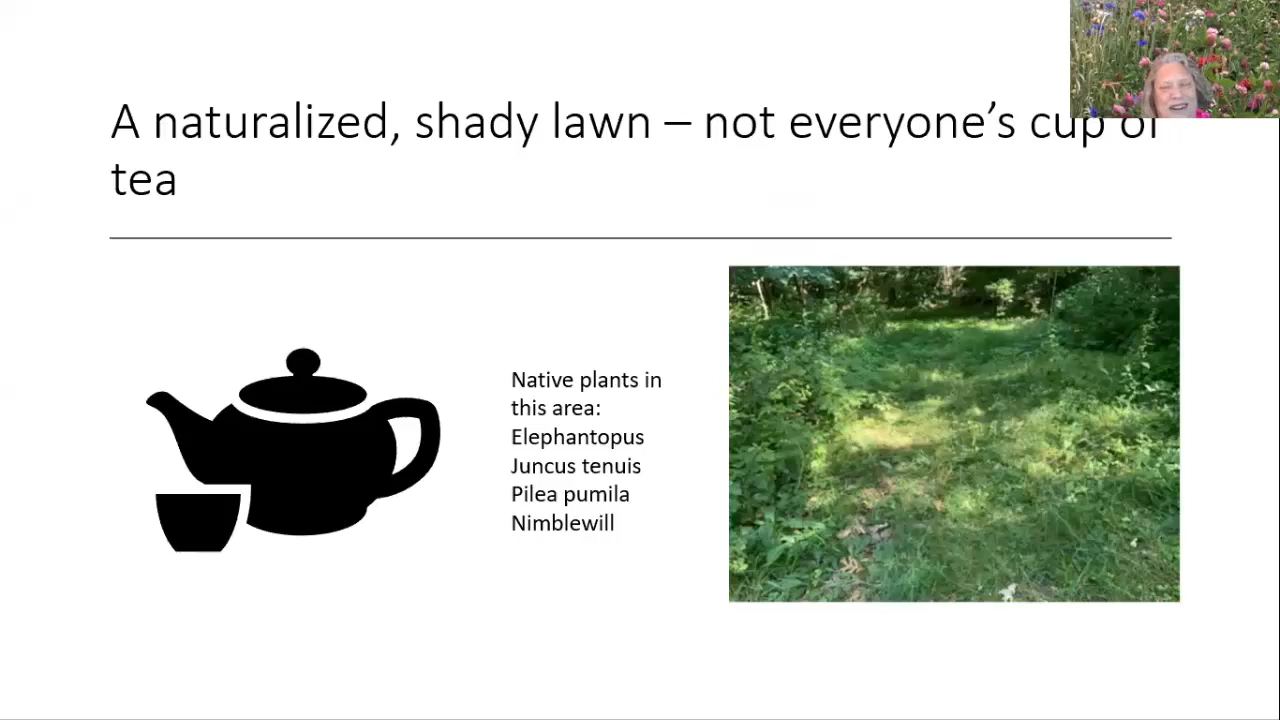 A naturalized, shady lawn – not everyone’s cup of
tea
Native plants in
this area:
Elephantopus
Juncus tenuis
Pilea pumila
Nimblewill